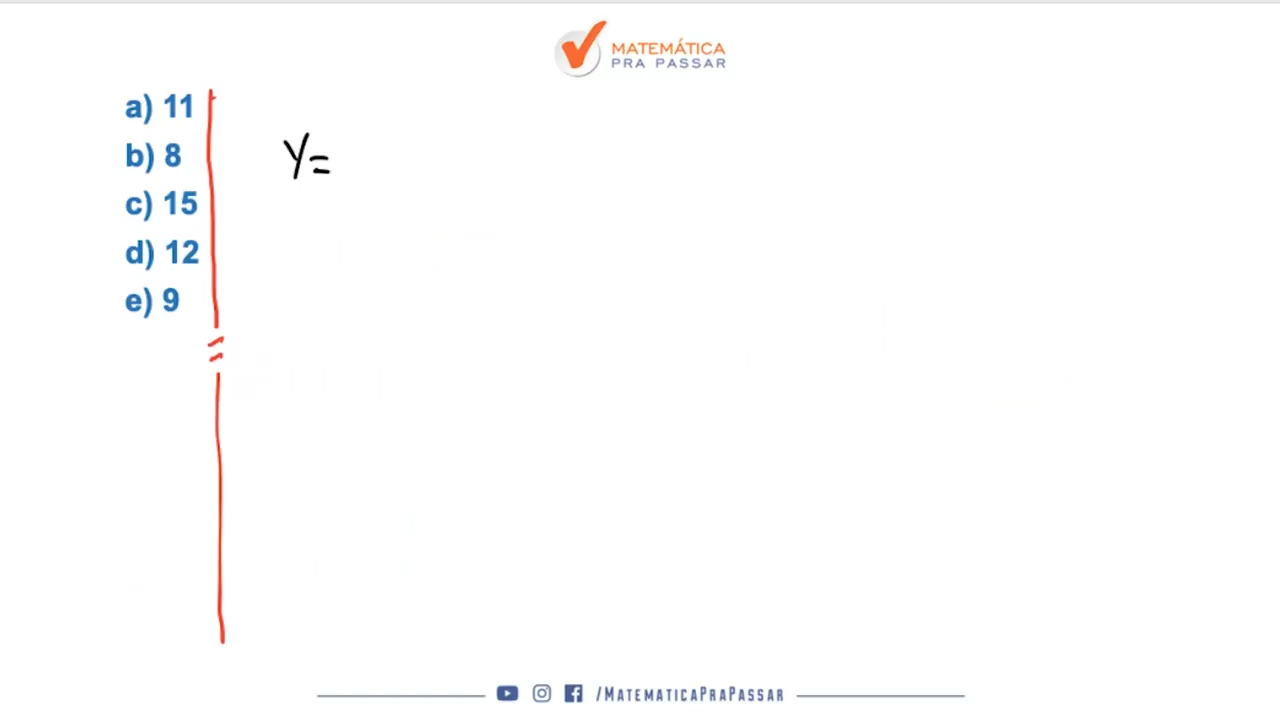 MATEMÁTICA
PRA PASSAR
a) 11
b) 8
c) 15
d) 12
e) 9
Y=
/MATEMATICAPRAPASSAR